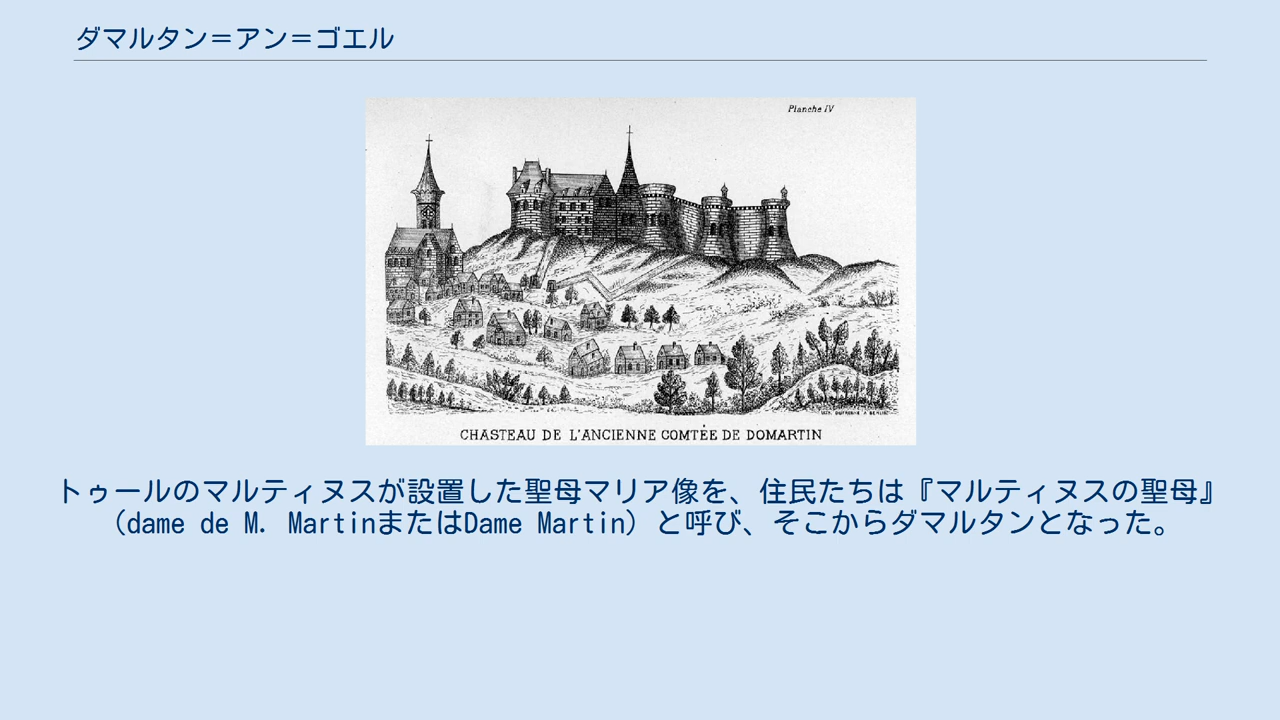 ダマルタン＝アン＝ゴエル
Planche IV
CHASTEAU DE L'ANCIENNE COMTÉE DE DOMARTIN
トゥールのマルティヌスが設置した聖母マリア像を、住民たちは『マルティヌスの聖母』
（dame de M. MartinまたはDame Martin）と呼び、そこからダマルタンとなった。